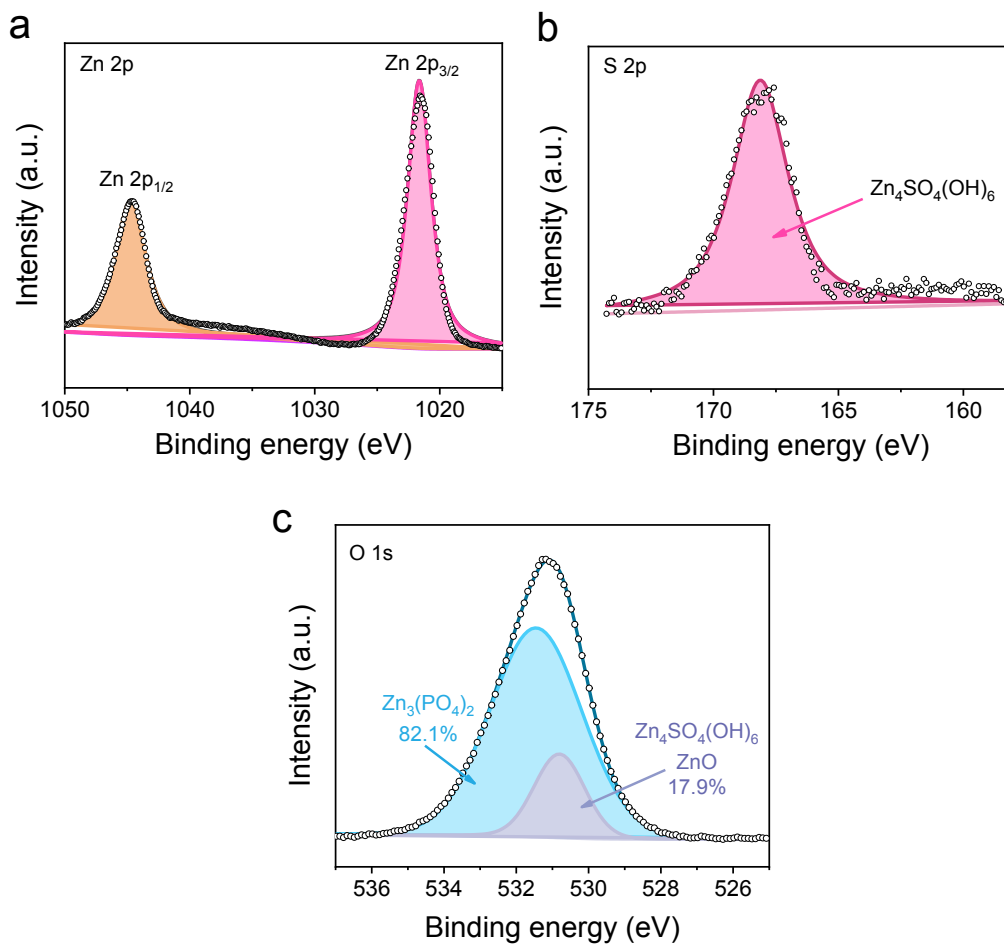 a
Zn 2p
Zn 2p3/2
Zn 2p1/2
Intensity (a.u.)
1050 1040 1030 1020
Binding energy (eV)
b
S 2p
Zn4SO4(OH)6
Intensity (a.u.)
175 170 165 160
Binding energy (eV)
c
O 1s
Zn3(PO4)2
82.1%
Zn4SO4(OH)6
ZnO
17.9%
Intensity (a.u.)
536 534 532 530 528 526
Binding energy (eV)